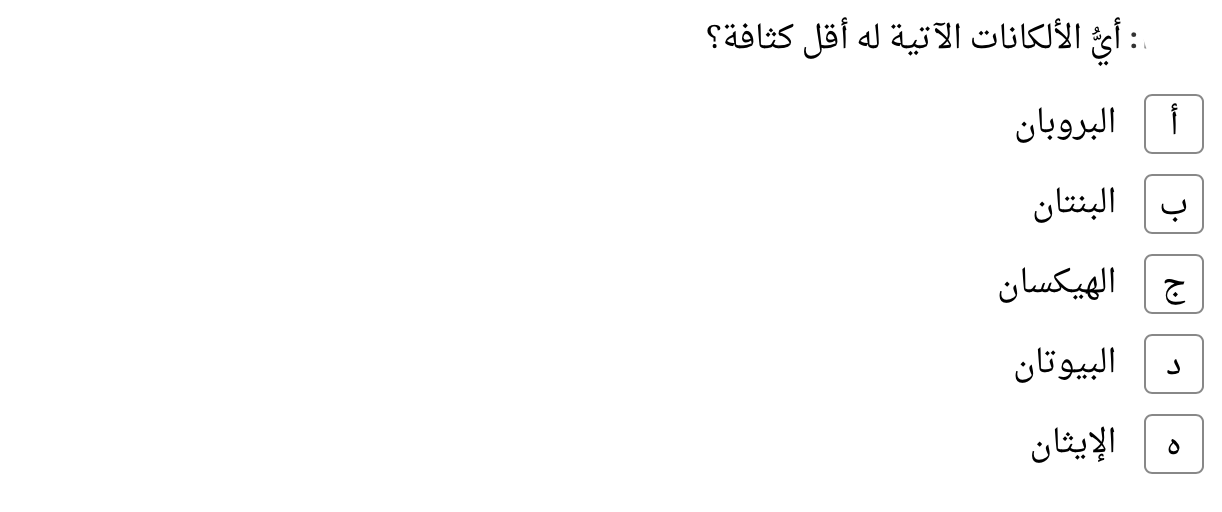 : أيُّ الألكانات الآتية له أقل كثافة؟
أ البروبان
ب البنتان
ج الهيكسان
د البيوتان
ه الإيثان